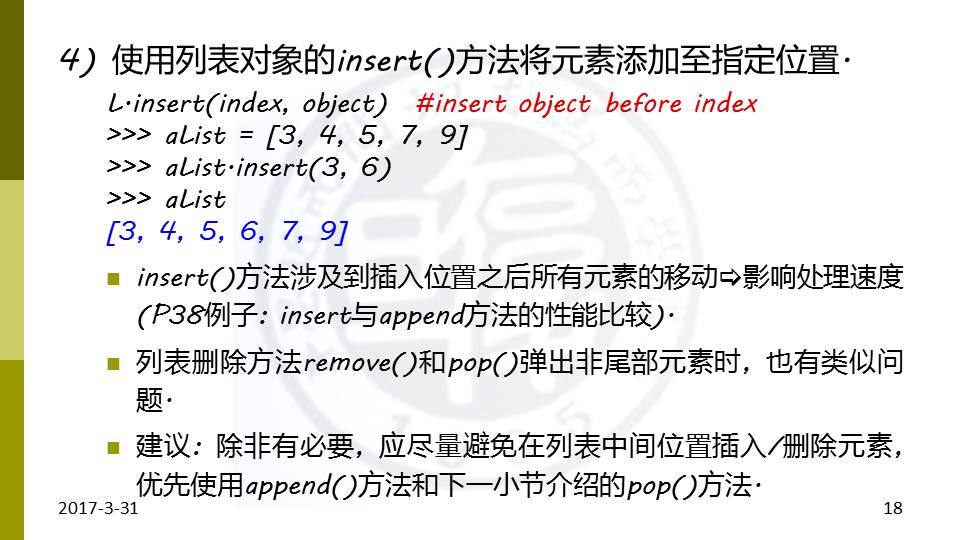 4) 使用列表对象的insert()方法将元素添加至指定位置.
L.insert(index, object) #insert object before index
>>> aList = [3, 4, 5, 7, 9]
>>> aList.insert(3, 6)
>>> aList
[3, 4, 5, 6, 7, 9]
insert()方法涉及到插入位置之后所有元素的移动⇨影响处理速度
(P38例子: insert与append方法的性能比较).
列表删除方法remove()和pop()弹出非尾部元素时，也有类似问
题.
建议: 除非有必要，应尽量避免在列表中间位置插入/删除元素，
优先使用append()方法和下一小节介绍的pop()方法.
2017-3-31
18